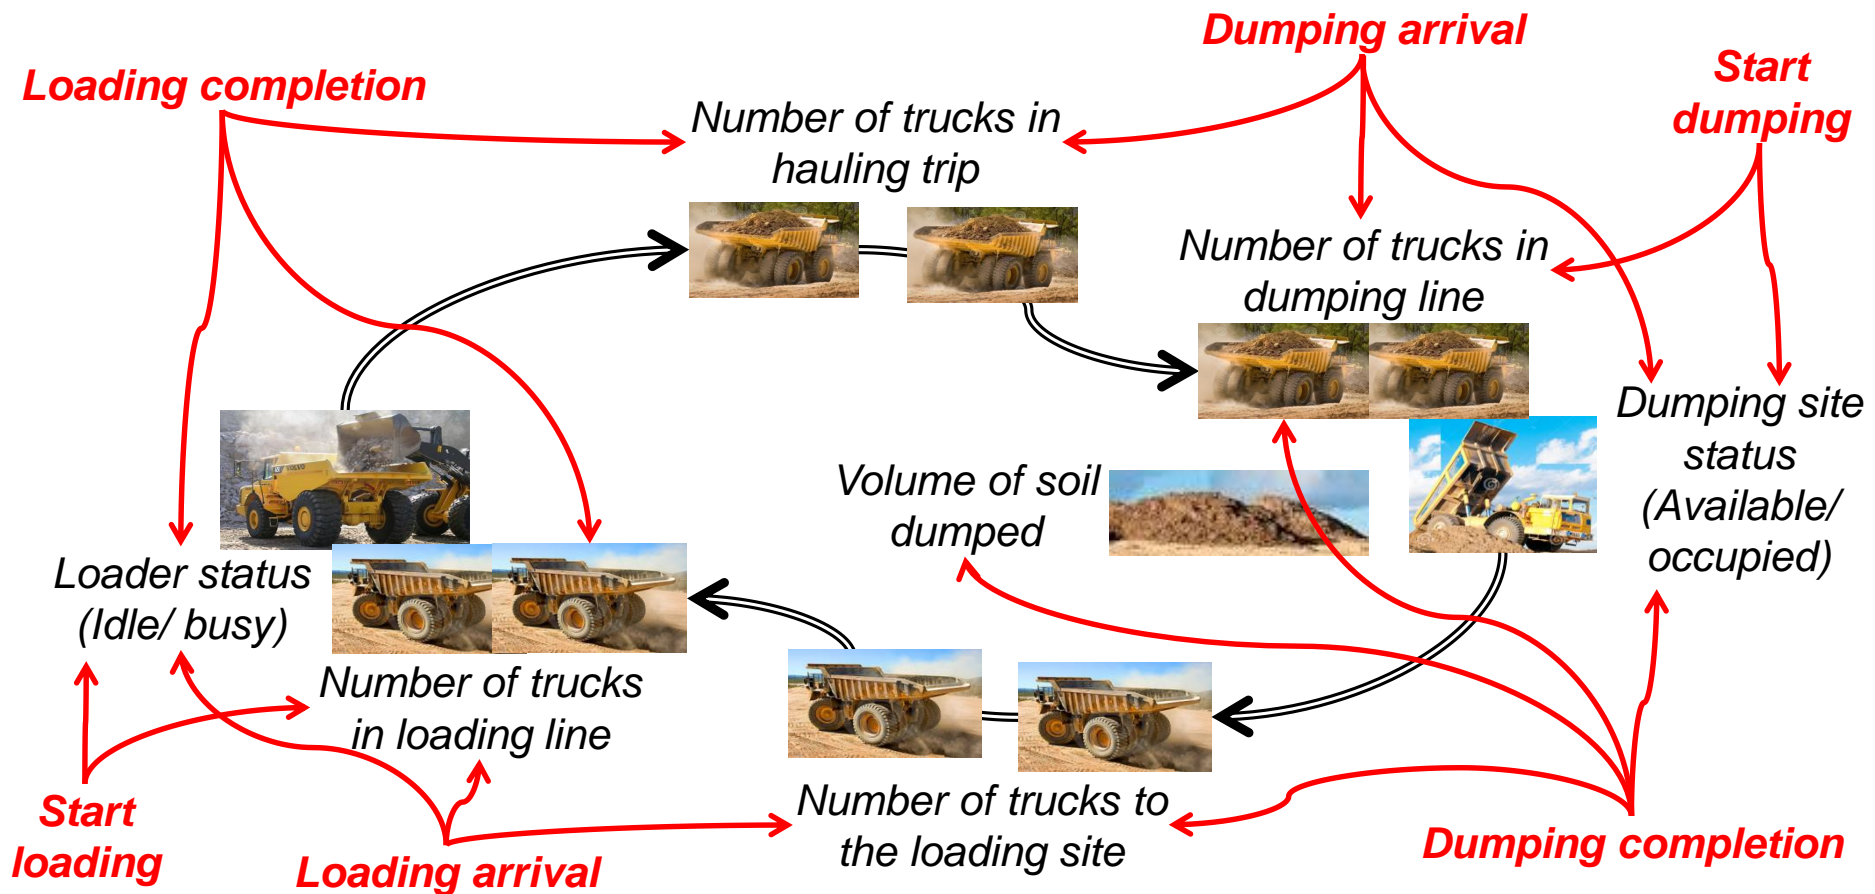 Dumping arrival
Loading completion
Start
dumping
Number of trucks in
hauling trip
Number of trucks in
dumping line
Dumping site
status
(Available/
occupied)
Volume of soil
dumped
Loader status
(Idle/ busy)
Number of trucks
in loading line
Start
loading
Loading arrival
Number of trucks to
the loading site
Dumping completion